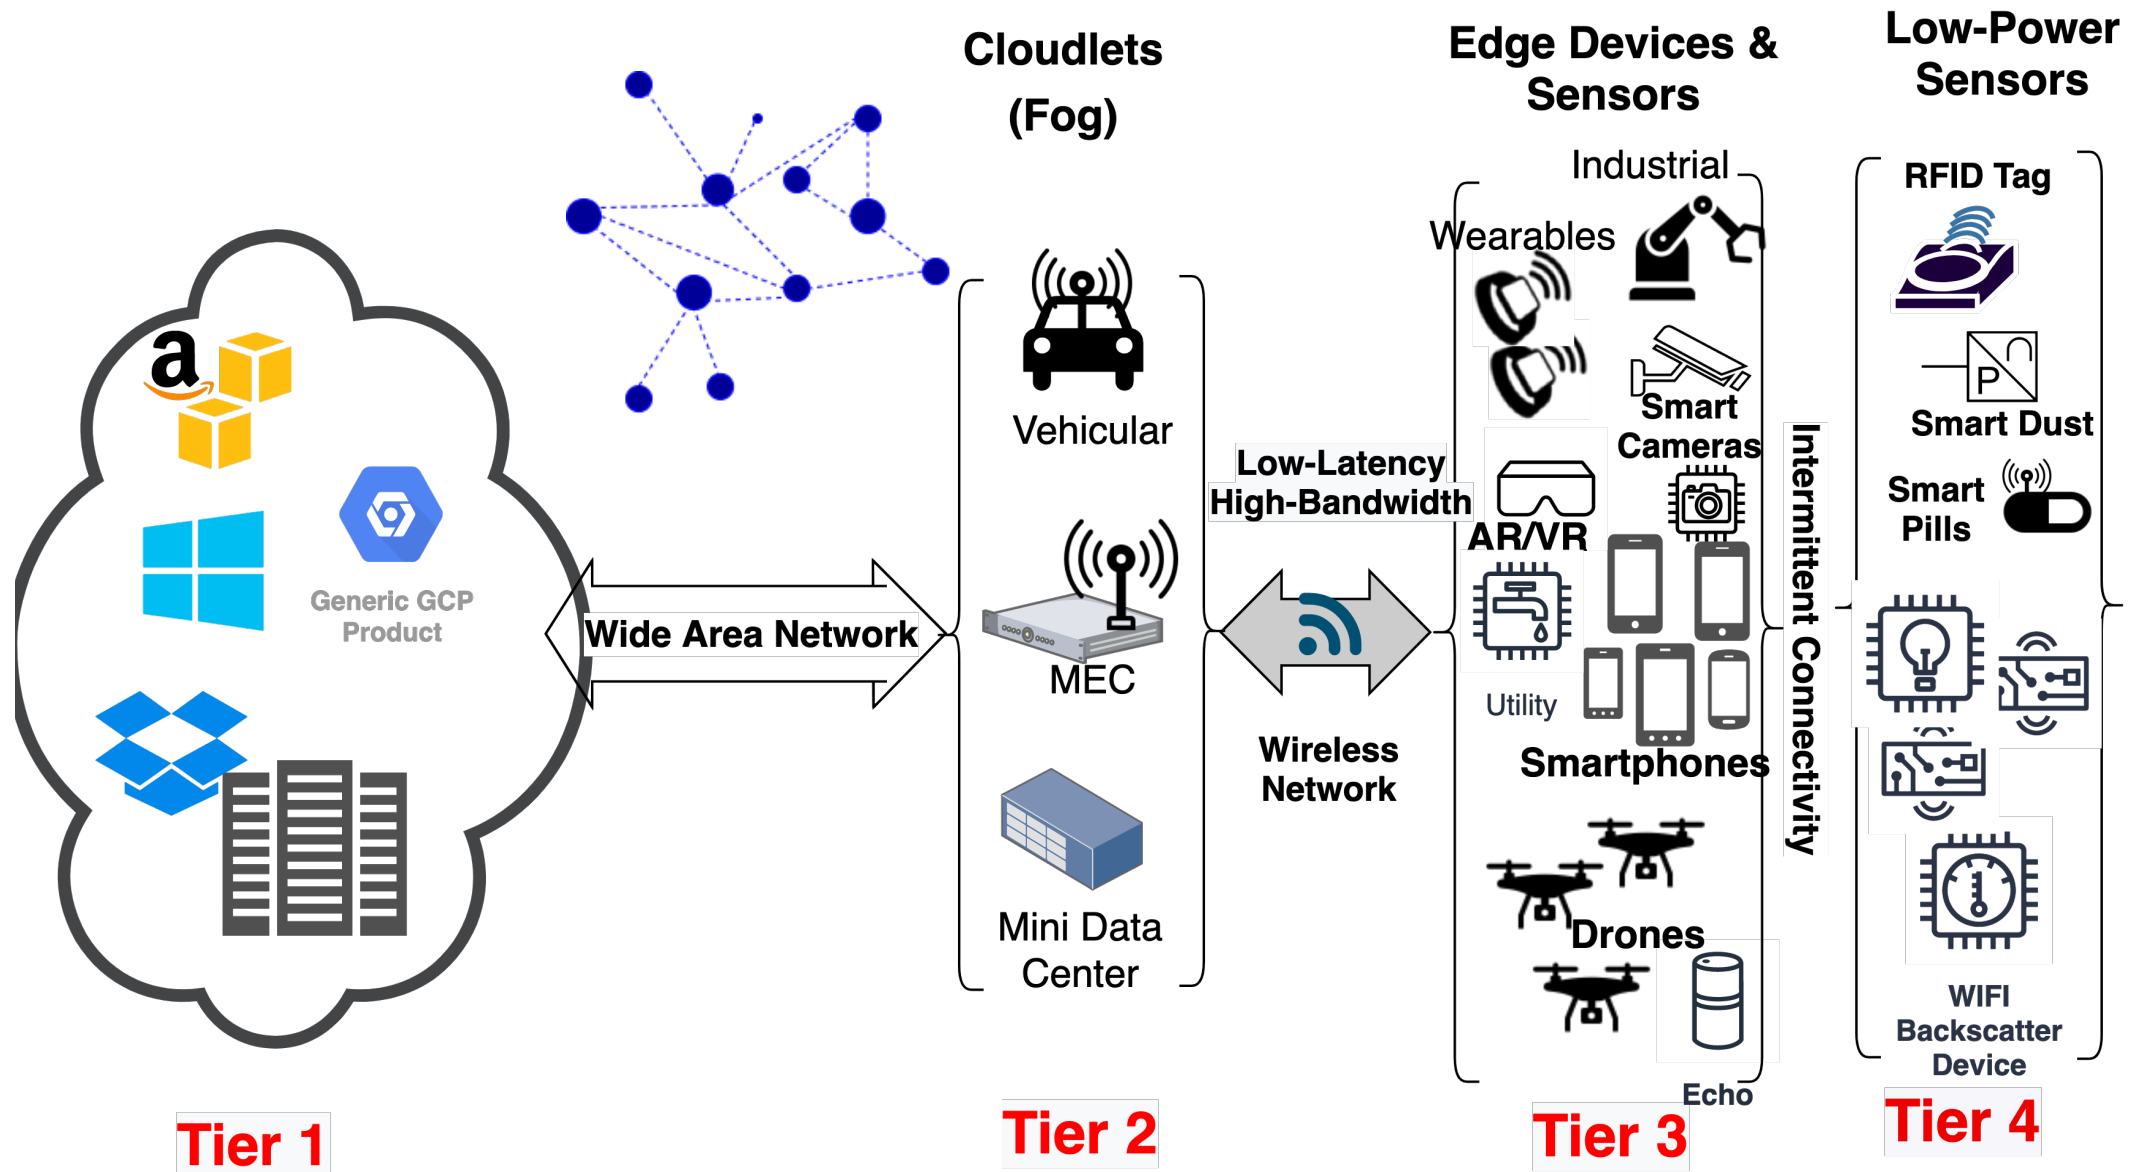 Cloudlets
(Fog)
Edge Devices &
Sensors
Low-Power
Sensors
a
Generic GCP
Product
Wide Area Network
Vehicular
MEC
Mini Data
Center
Low-Latency
High-Bandwidth
Wireless
Network
Industrial
Wearables
Smart
Cameras
AR/VR
Utility
Smartphones
Drones
Echo
Intermittent Connectivity
RFID Tag
P
Smart Dust
Smart
Pills
WIFI
Backscatter
Device
Tier 1
Tier 2
Tier 3
Tier 4